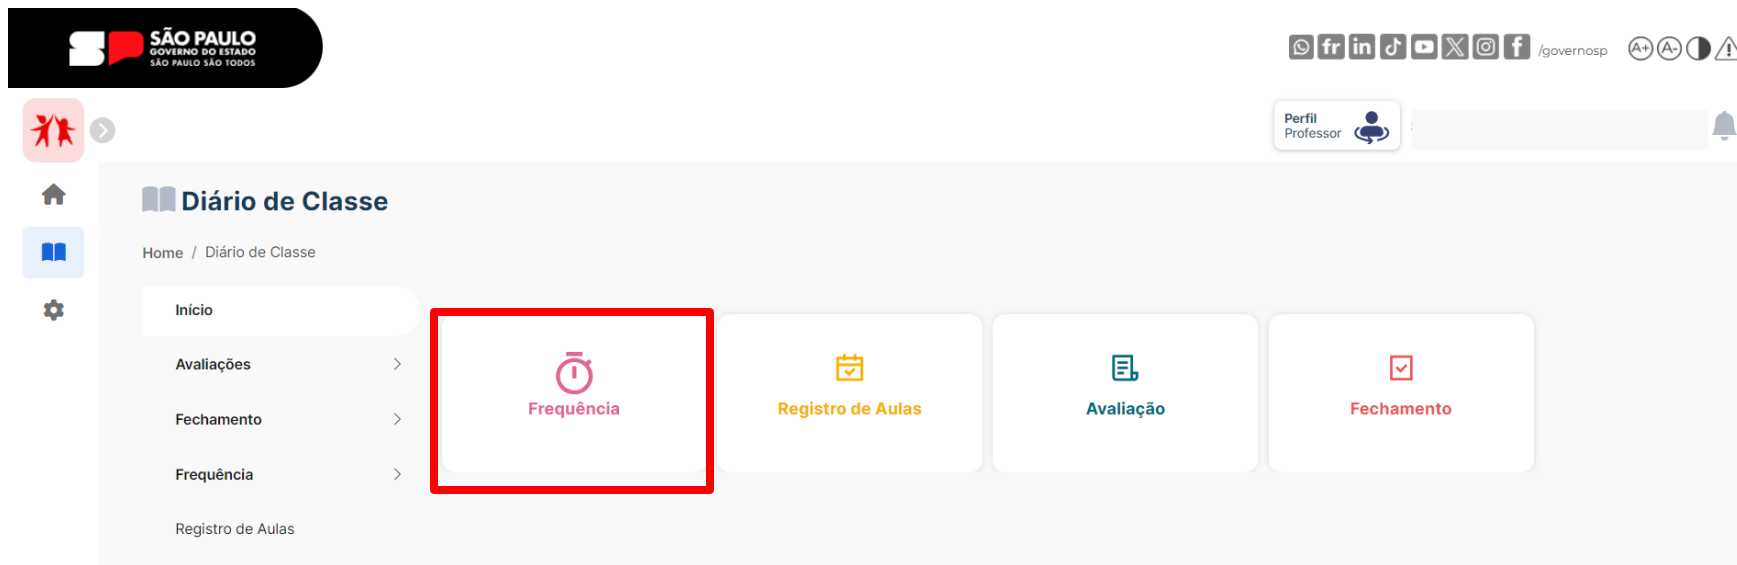 SÃO PAULO
GOVERNO DO ESTADO
SÃO PAULO SÃO TODOS
/governosp
A+ A-
Perfil
Professor
Diário de Classe
Home / Diário de Classe
Início
Avaliações
Fechamento
Frequência
Registro de Aulas
Frequência
Registro de Aulas
Avaliação
Fechamento